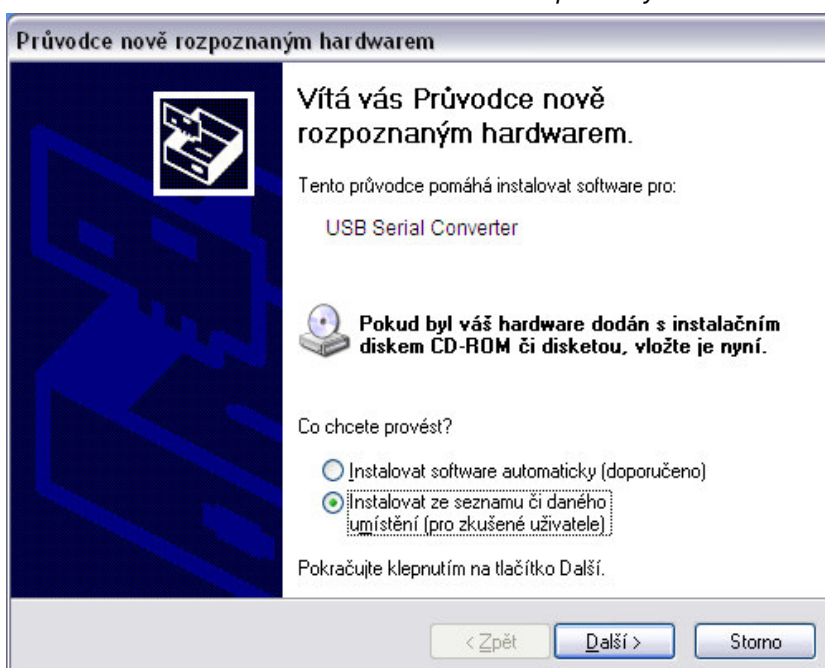 Průvodce nově rozpoznaným hardwarem
Vítá vás Průvodce nově
rozpoznaným hardwarem.
Tento průvodce pomáhá instalovat software pro:
USB Serial Converter
Pokud byl váš hardware dodán s instalačním
diskem CD-ROM či disketou, vložte je nyní.
Co chcete provést?
Instalovat software automaticky (doporučeno)
Instalovat ze seznamu či daného
umístění (pro zkušené uživatele)
Pokračujte klepnutím na tlačítko Další.
< Zpět
Další >
Storno